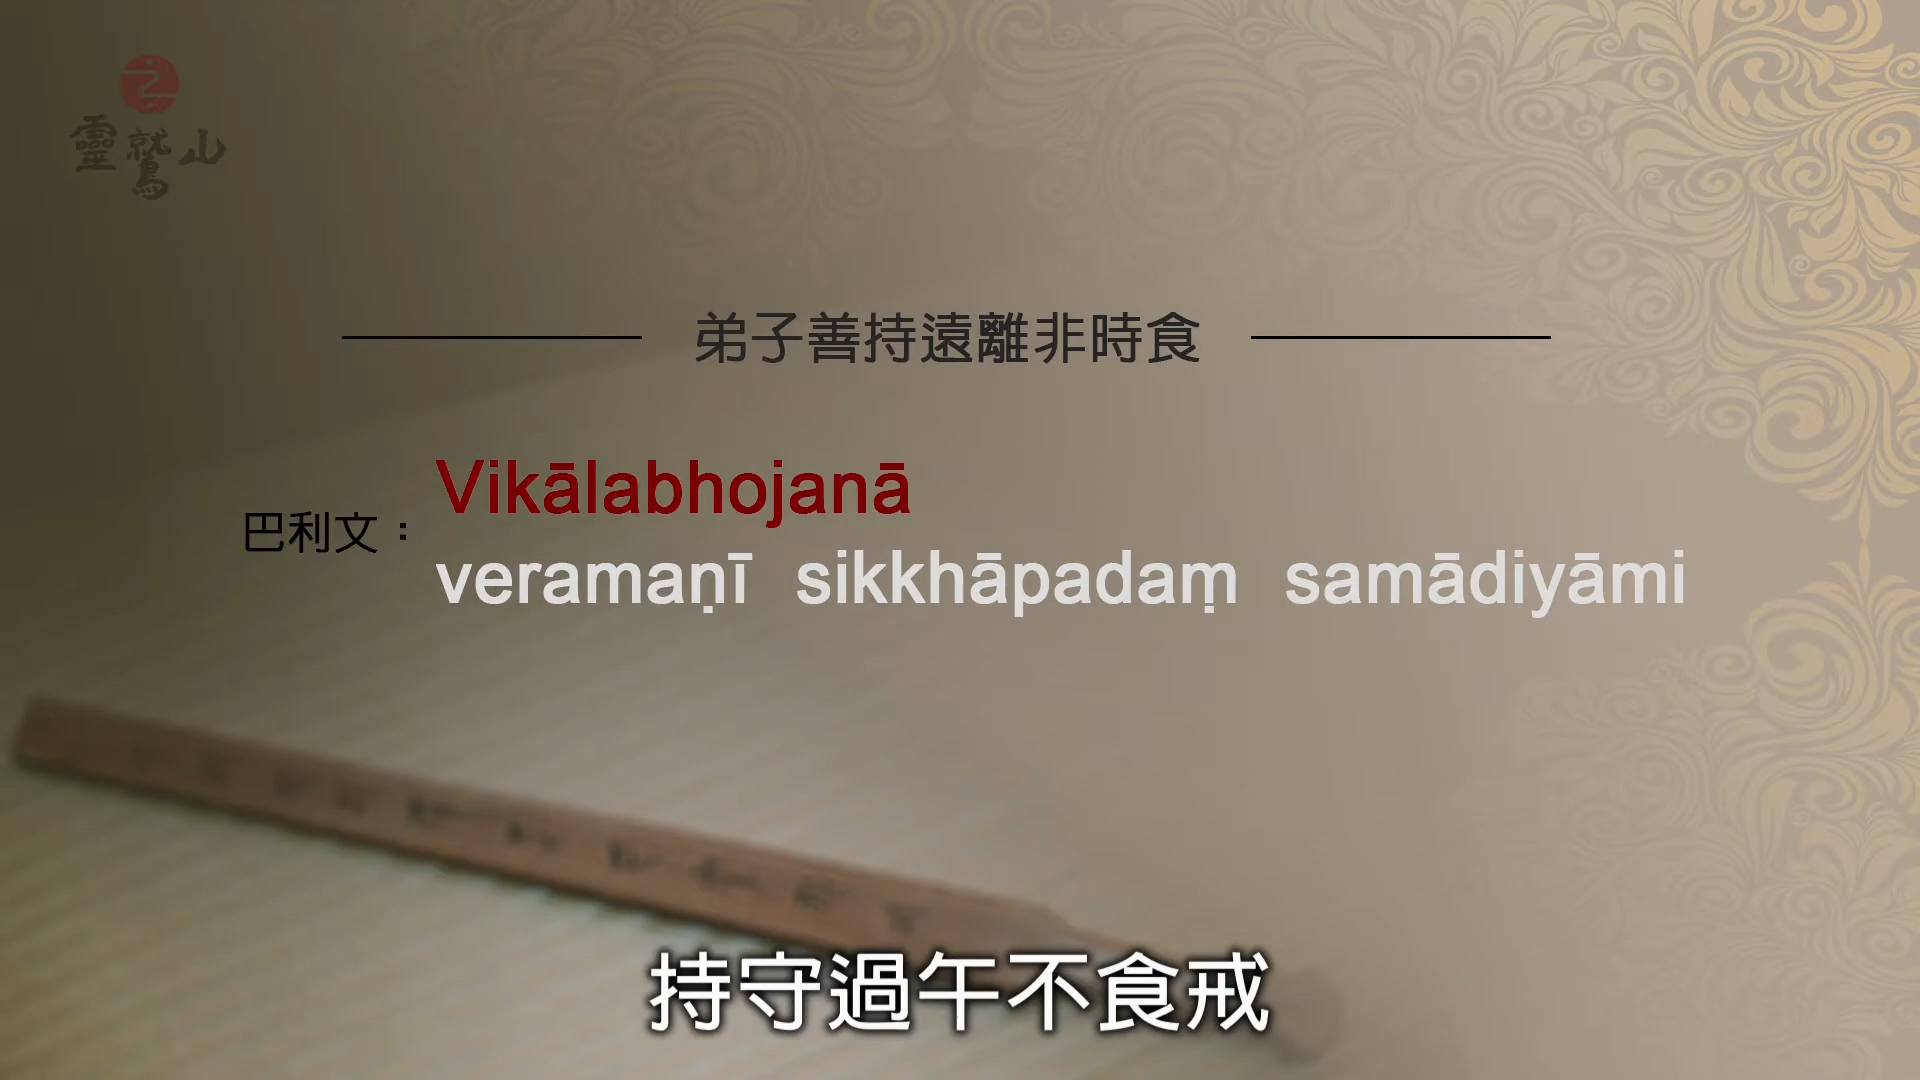 靈鷲山
弟子善持遠離非時食
巴利文：
Vikālabhojanā
veramaṇī sikkhāpadaṃ samādiyāmi
持守過午不食戒